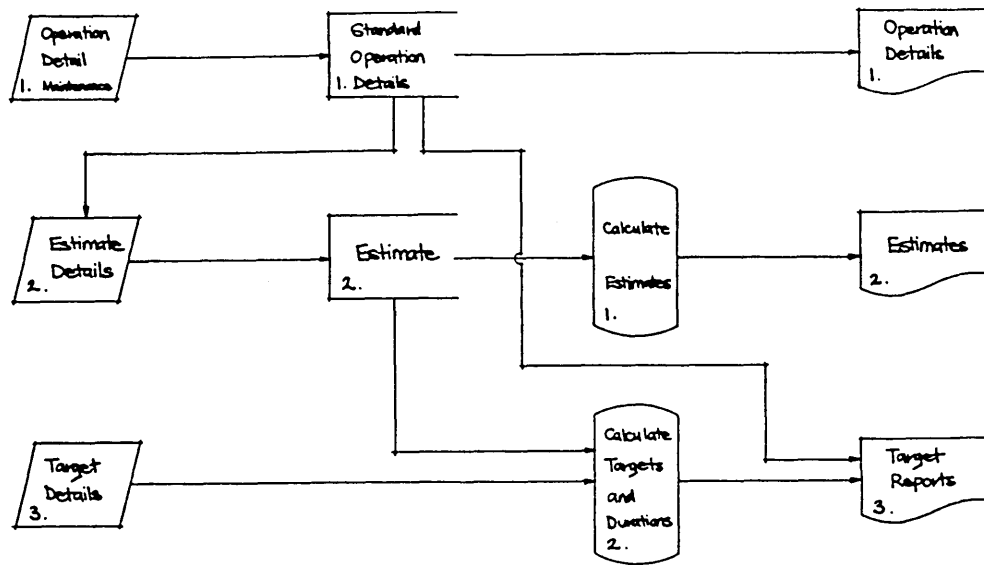 Operation
Detail
1. Maintenance
Standard
Operation
1. Details
Operation
Details
1.
Estimate
Details
2.
Estimate
2.
Calculate
Estimates
1.
Estimates
2.
Target
Details
3.
Calculate
Targets
and
Durations
2.
Target
Reports
3.